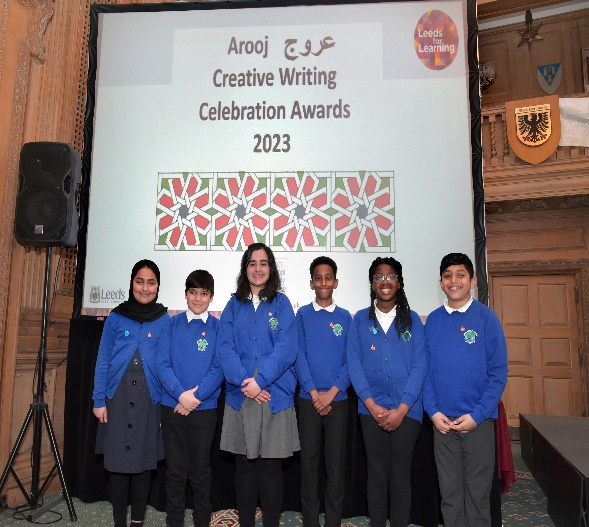 Arooj عروج
Creative Writing
Celebration Awards
2023
Leeds
for
Learning
Leeds